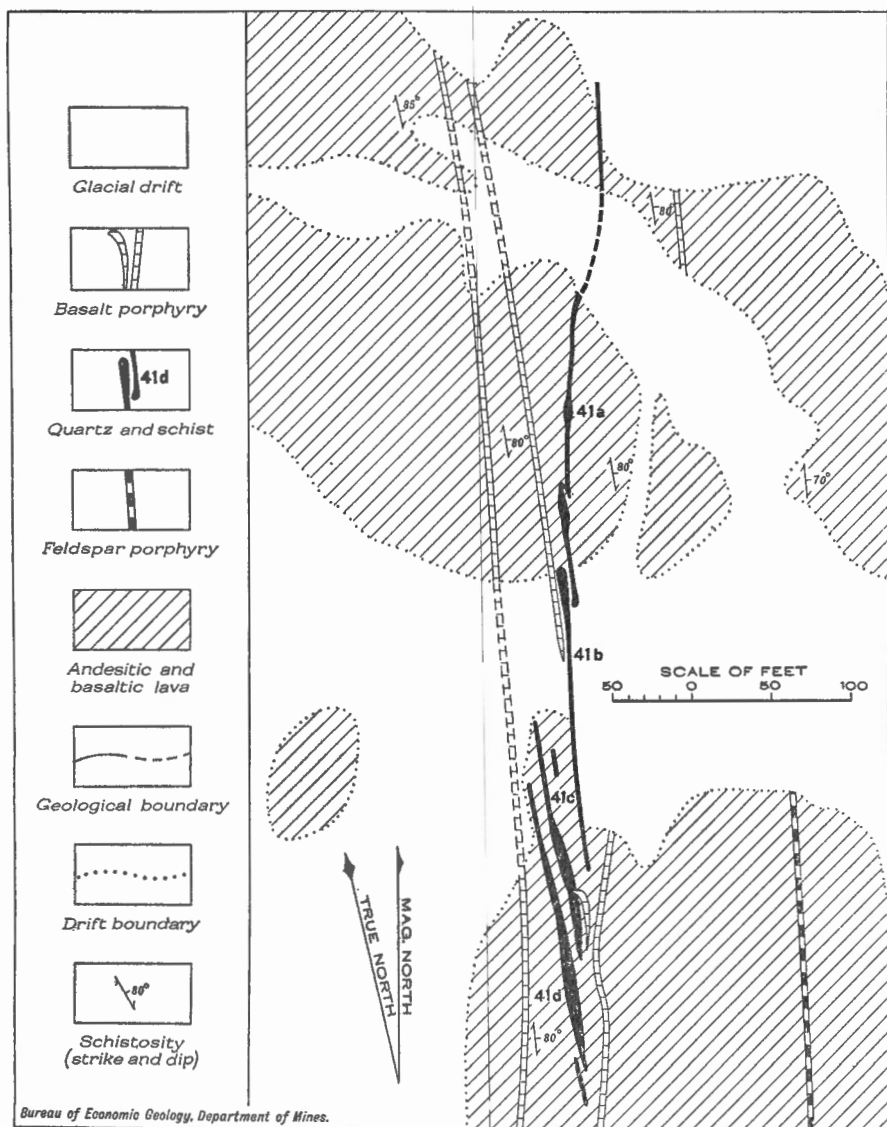 Glacial drift
Basalt porphyry
41d
Quartz and schist
Feldspar porphyry
Andesitic and
basaltic lava
Geological boundary
Drift boundary
80°
Schistosity
(strike and dip)
Bureau of Economic Geology, Department of Mines.
85°
80°
41a
80°
80°
70°
41b
SCALE OF FEET
50 0 50 100
41c
TRUE NORTH
MAG. NORTH
41d
80°